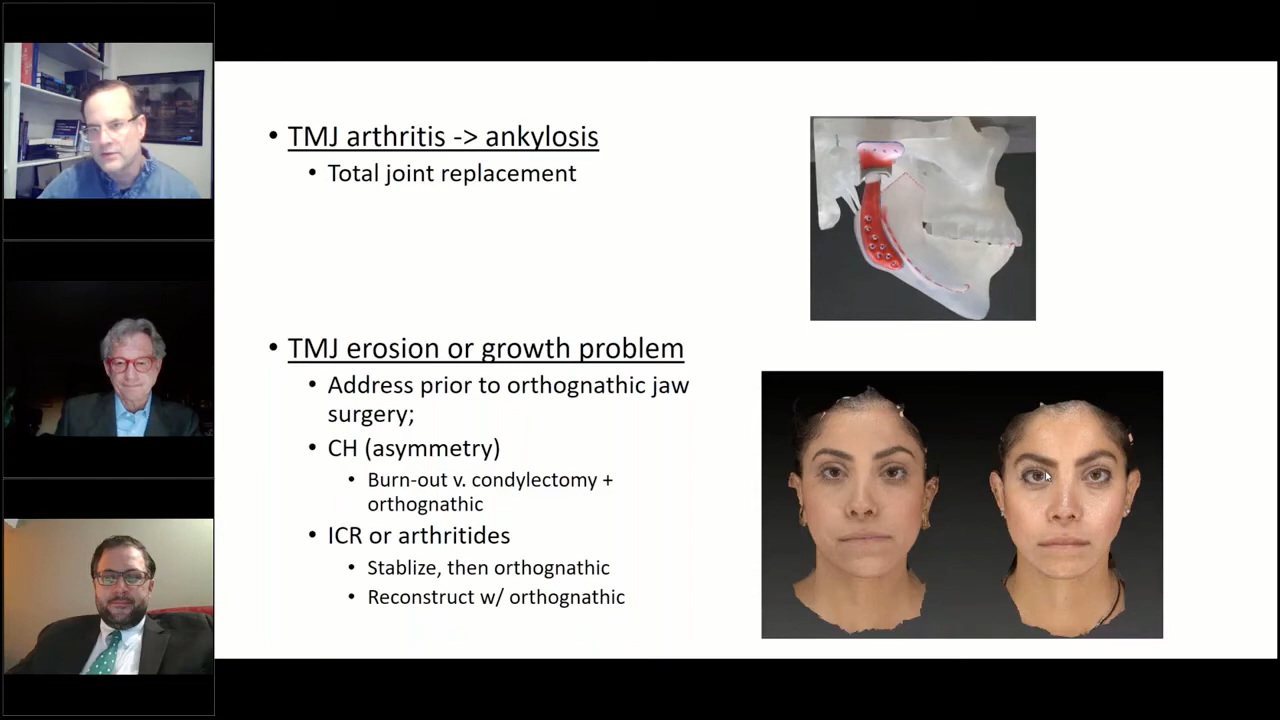 • TMJ arthritis -> ankylosis
• Total joint replacement
• TMJ erosion or growth problem
• Address prior to orthognathic jaw
surgery;
• CH (asymmetry)
• Burn-out v. condylectomy +
orthognathic
• ICR or arthritides
• Stablize, then orthognathic
• Reconstruct w/ orthognathic